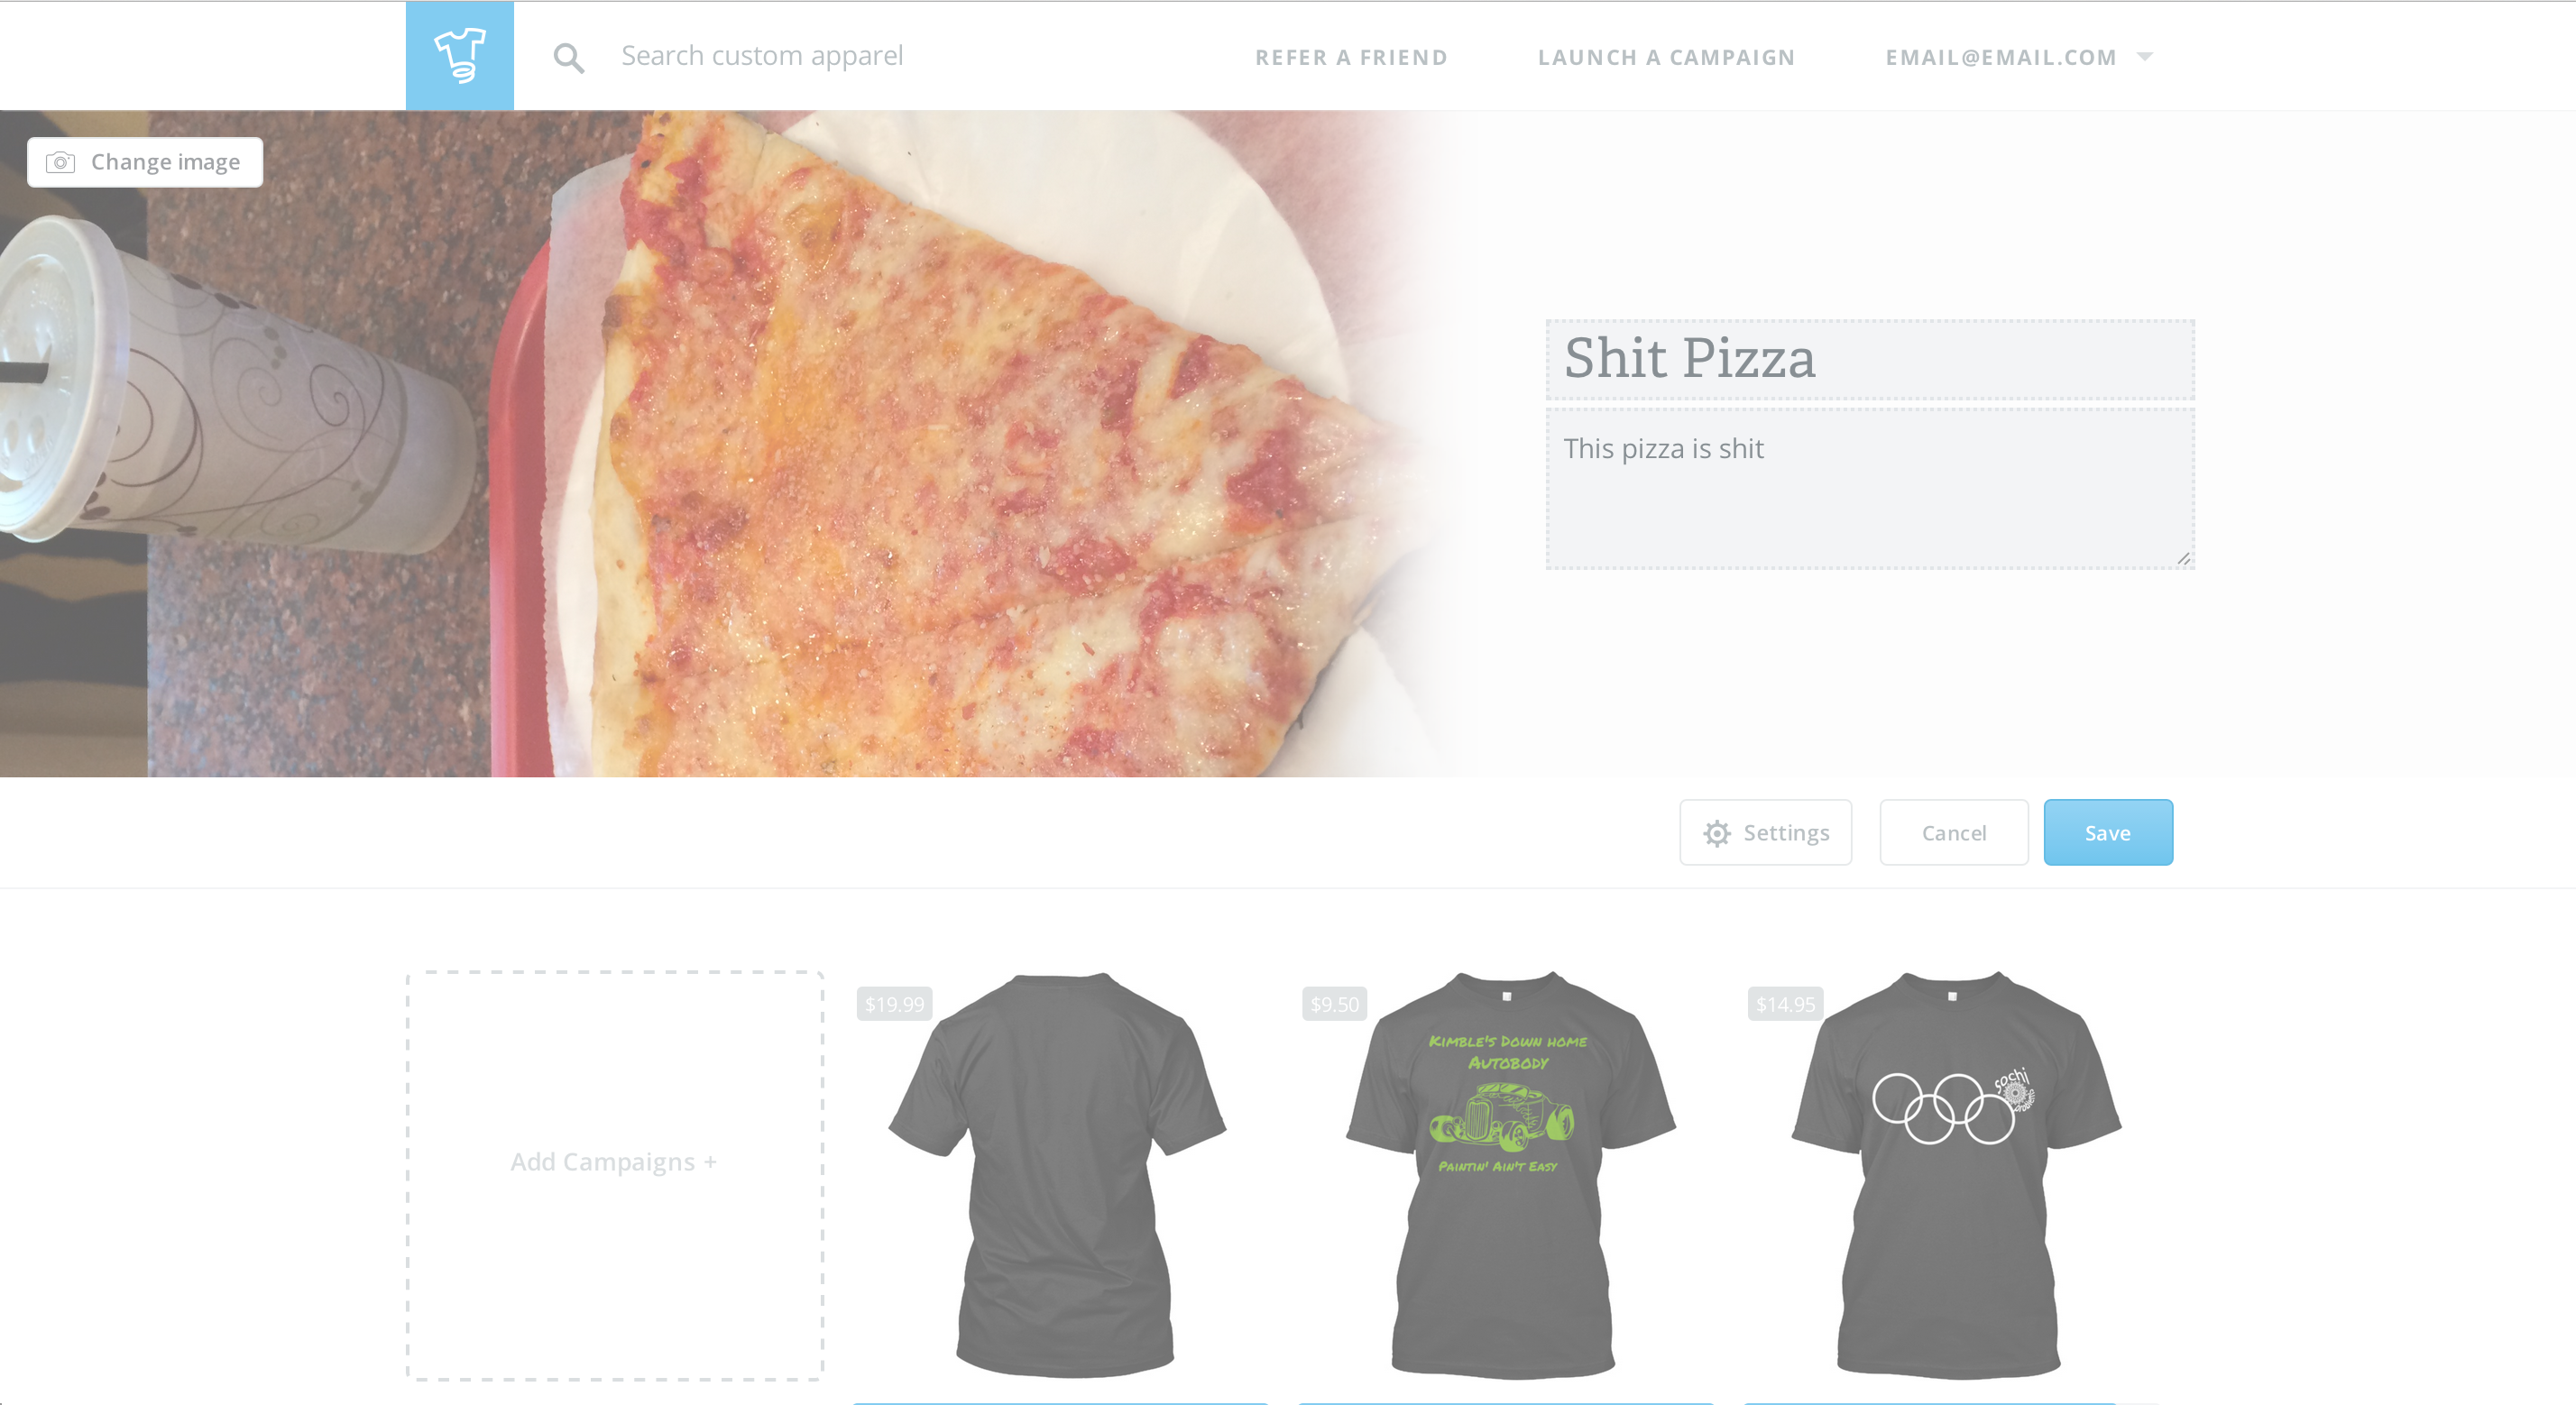 Search custom apparel
REFER A FRIEND
LAUNCH A CAMPAIGN
EMAIL@EMAIL.COM
Change image
Shit Pizza
This pizza is shit
Settings
Cancel
Save
Add Campaigns +
$19.99
$9.50
KIMBLE'S DOWN HOME
AUTOBODY
PAINTIN' AIN'T EASY
$14.95
sochi